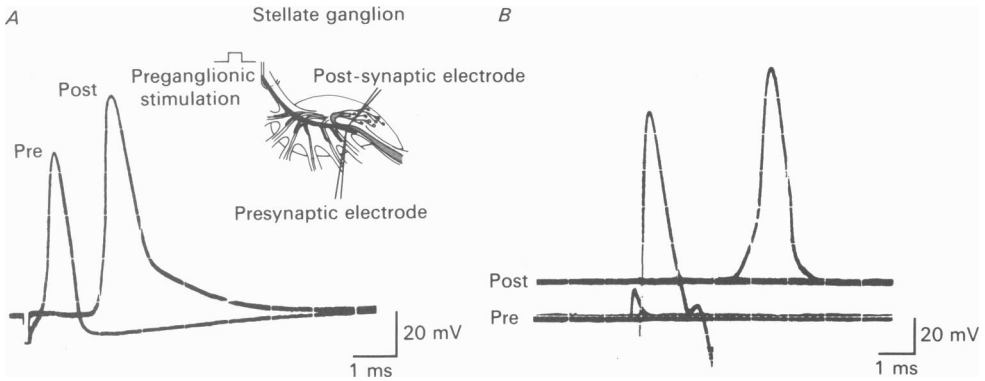 A
Stellate ganglion
B
Preganglionic
stimulation
Post-synaptic electrode
Post
Pre
Presynaptic electrode
20 mV
1 ms
Post
Pre
20 mV
1 ms